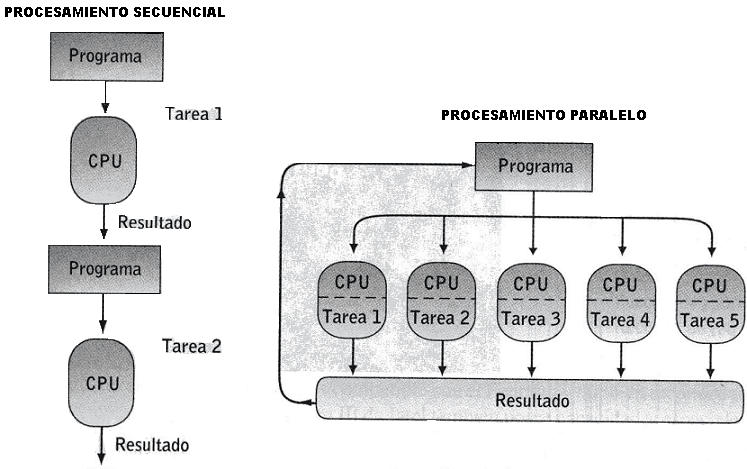 PROCESAMIENTO SECUENCIAL
Programa
Tarea 1
CPU
Resultado
Programa
Tarea 2
CPU
Resultado
PROCESAMIENTO PARALELO
Programa
CPU CPU CPU CPU CPU
Tarea 1 Tarea 2 Tarea 3 Tarea 4 Tarea 5
Resultado